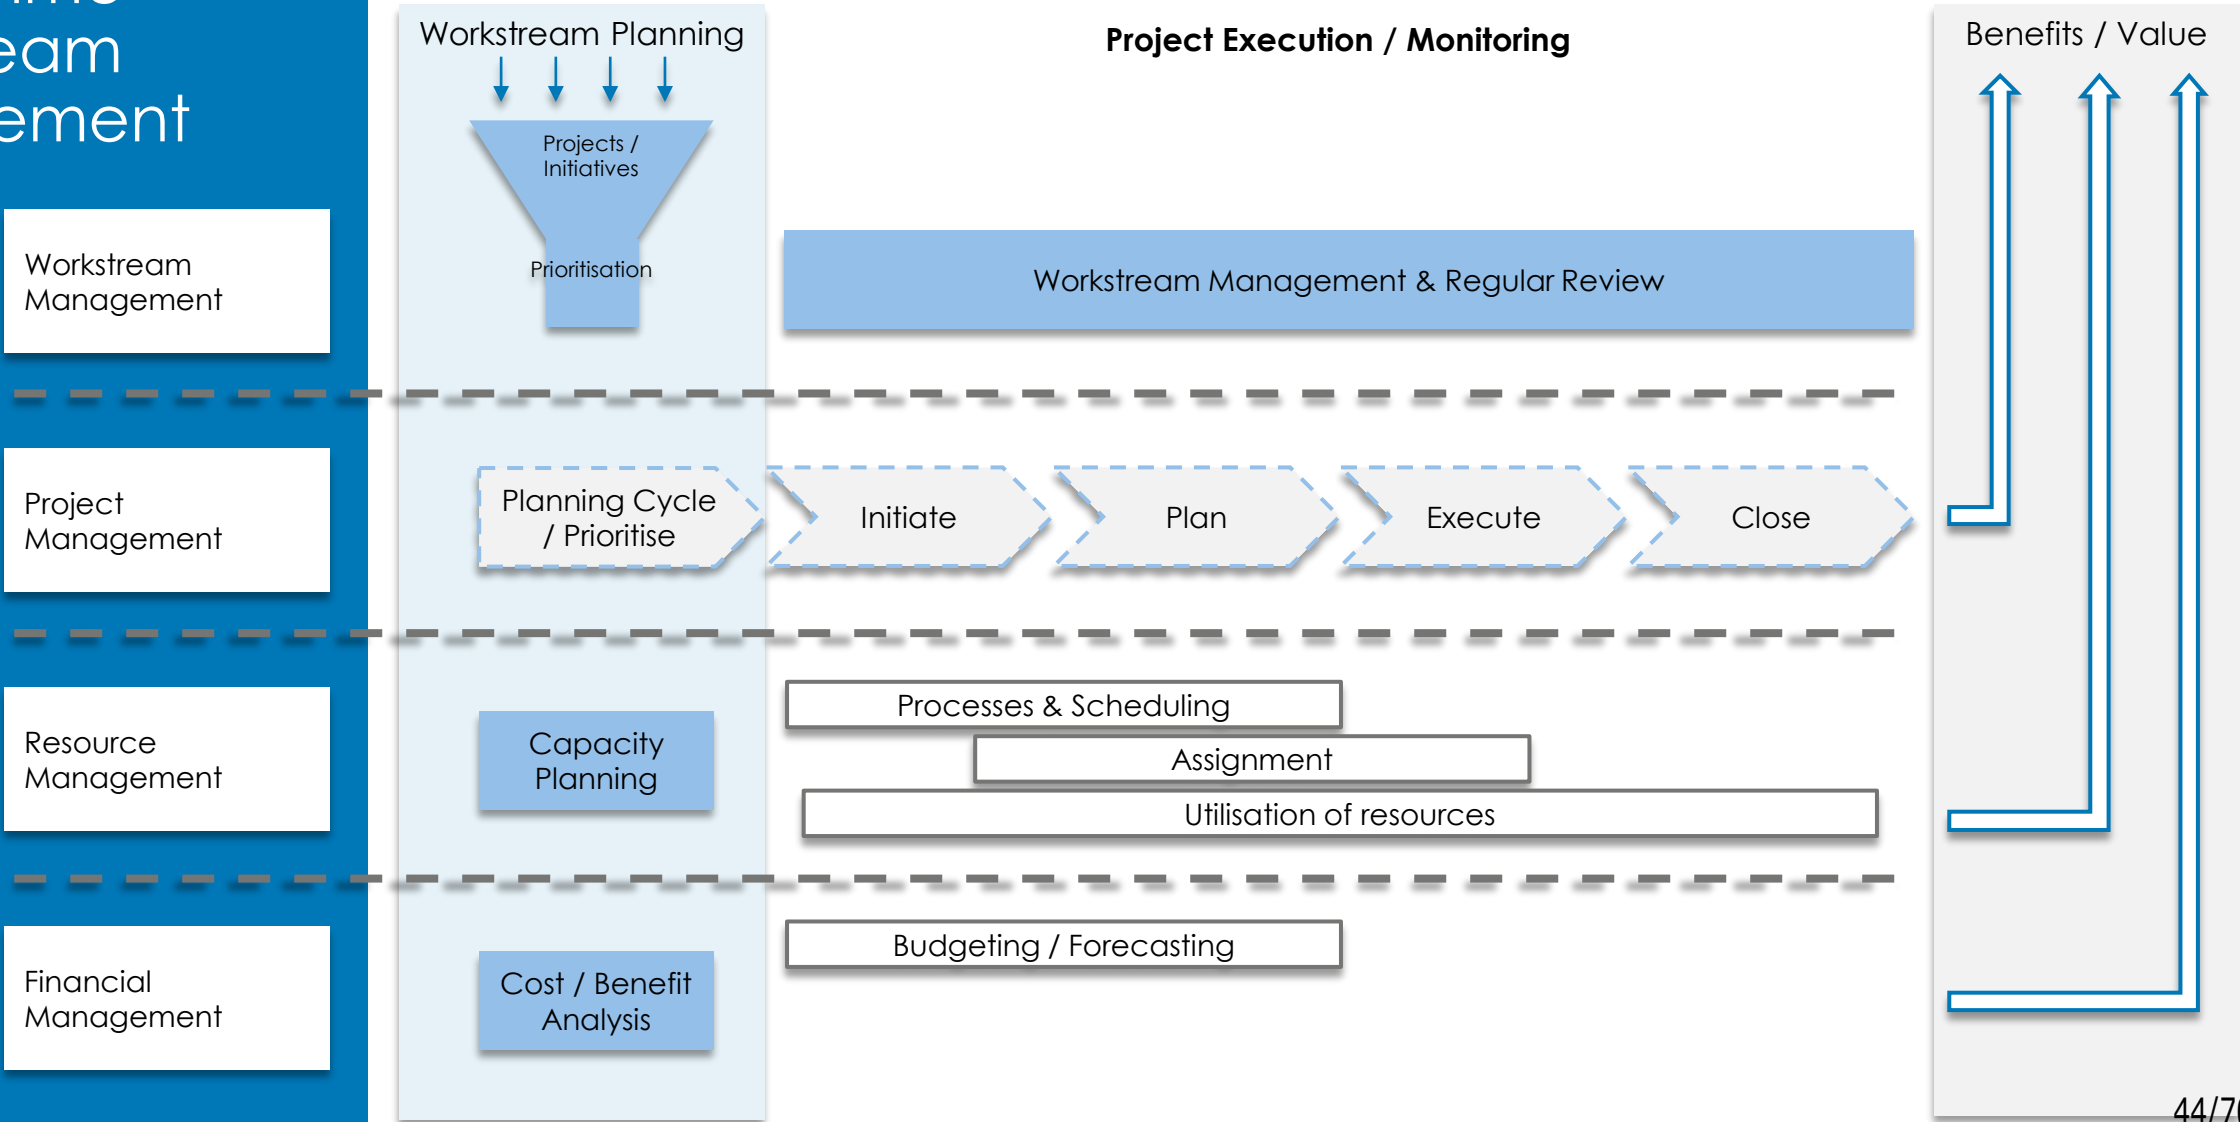 eam
ement
Workstream Planning
Project Execution / Monitoring
Benefits / Value
Projects /
Initiatives
Prioritisation
Workstream
Management
Workstream Management & Regular Review
Project
Management
Planning Cycle
/ Prioritise
Initiate
Plan
Execute
Close
Resource
Management
Capacity
Planning
Processes & Scheduling
Assignment
Utilisation of resources
Financial
Management
Cost / Benefit
Analysis
Budgeting / Forecasting
44/70